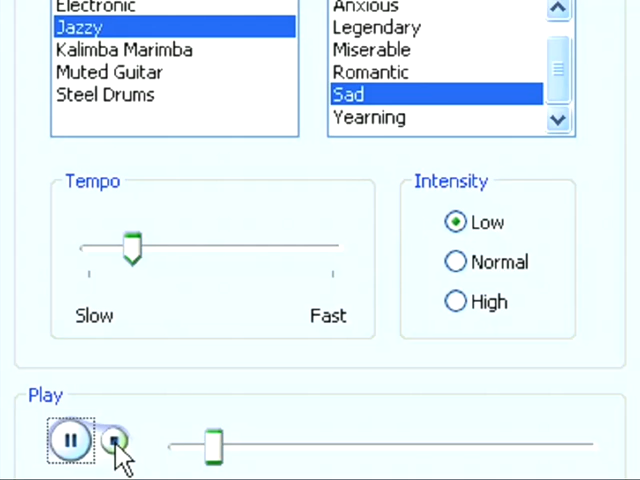 Electronic
Jazzy
Kalimba Marimba
Muted Guitar
Steel Drums
Anxious
Legendary
Miserable
Romantic
Sad
Yearning
Tempo
Slow
Fast
Intensity
Low
Normal
High
Play